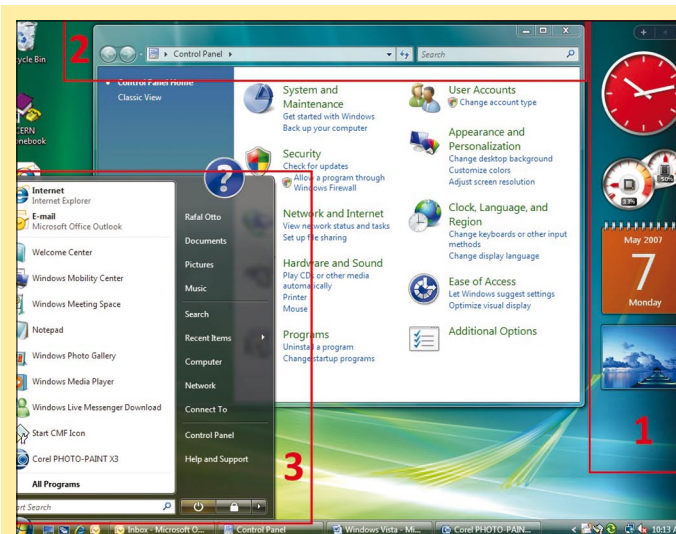 2
Control Panel
Search
ycle Bin
Control Panel Home
Classic View
CERN
onebook
System and
Maintenance
Get started with Windows
Back up your computer
Security
Check for updates
Allow a program through
Windows Firewall
Network and Internet
View network status and tasks
Set up file sharing
Hardware and Sound
Play CDs or other media
automatically
Printer
Mouse
Programs
Uninstall a program
Change startup programs
User Accounts
Change account type
Appearance and
Personalization
Change desktop background
Customize colors
Adjust screen resolution
Clock, Language, and
Region
Change keyboards or other input
methods
Change display language
Ease of Access
Let Windows suggest settings
Optimize visual display
Additional Options
May 2007
7
Monday
1
Internet
Internet Explorer
E-mail
Microsoft Office Outlook
Welcome Center
Windows Mobility Center
Windows Meeting Space
Notepad
Windows Photo Gallery
Windows Media Player
Windows Live Messenger Download
Start CMF Icon
Corel PHOTO-PAINT X3
All Programs
art Search
Rafal Otto
Documents
Pictures
Music
Search
Recent Items
Computer
Network
Connect To
Control Panel
Help and Support
3
Inbox - Microsoft O...
Control Panel
Windows Vista - Mi...
Corel PHOTO-PAIN...
10:13 A